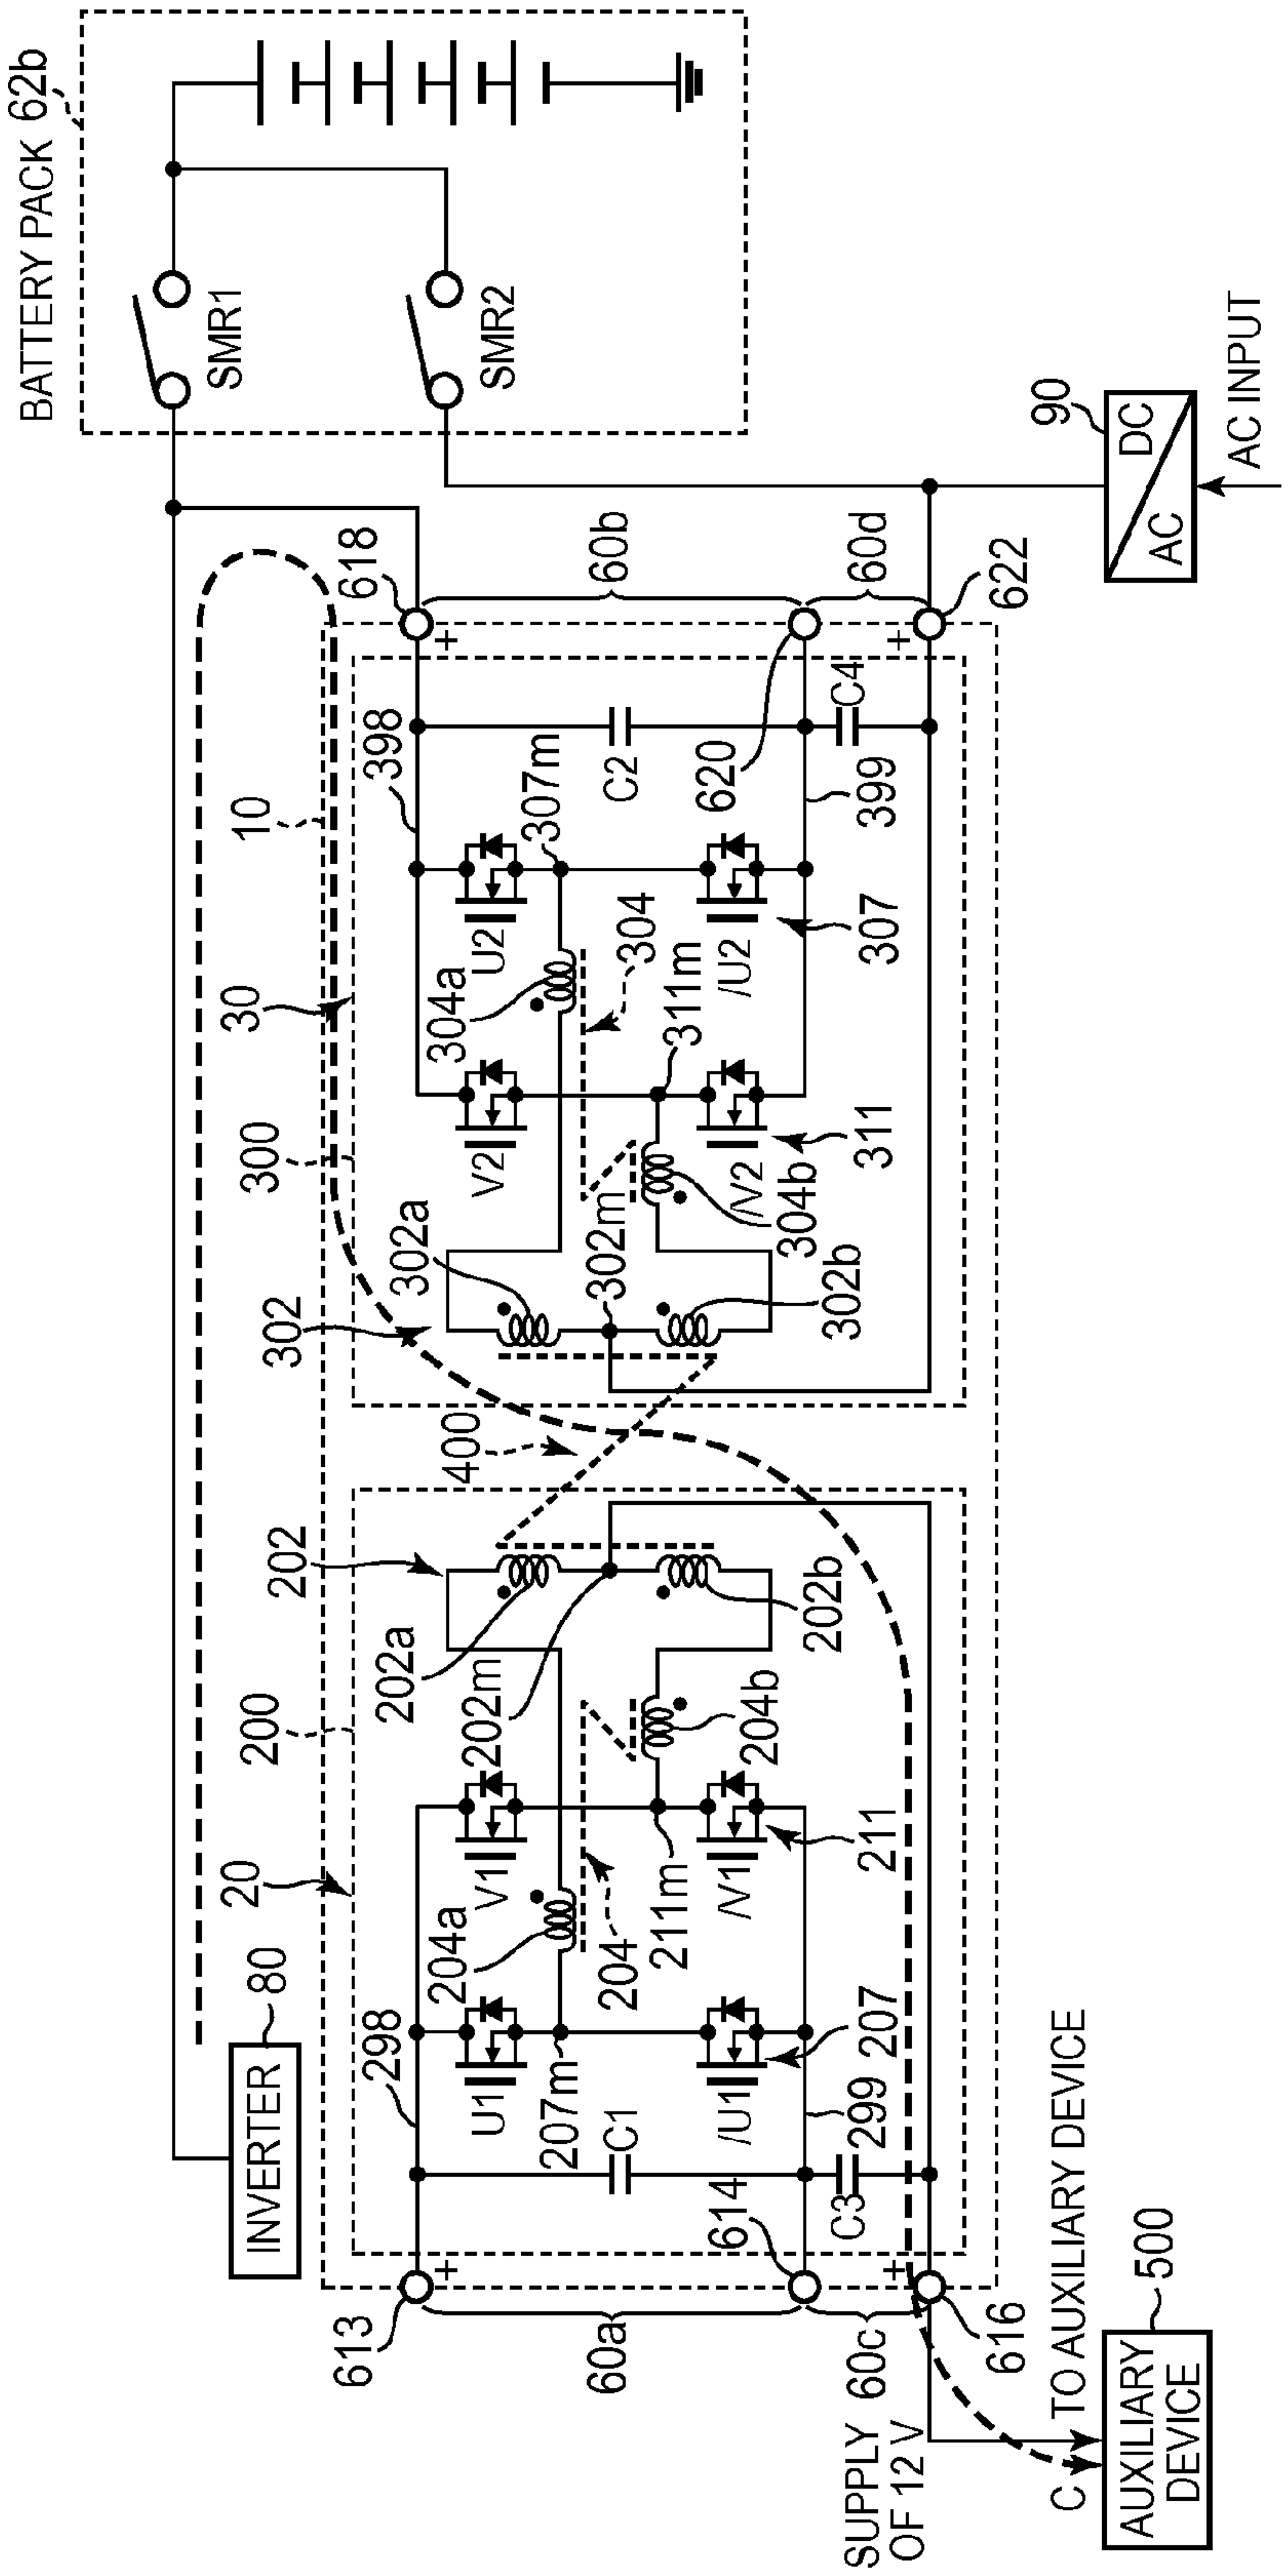 BATTERY PACK 62b
SMR1
SMR2
90
DC
AC
AC INPUT
618
60b
60d
622
10
398
307m
C2
620
C4
399
30
304a
U2
304
311m
/U2
307
300
V2
302a
302m
/V2
304b
311
302
302b
400
202
202a
202m
202b
200
204b
20
V1
204a
204
211m
/V1
211
INVERTER
80
298
U1
207m
C1
/U1
299
207
613
60a
614
C3
60c
616
SUPPLY
OF 12 V
C
TO AUXILIARY DEVICE
AUXILIARY
DEVICE
500
+
+
+
+